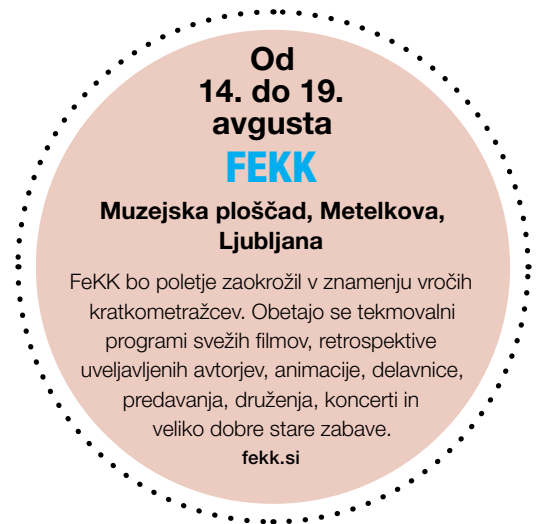 Od
14. do 19.
avgusta
FEKK
Muzejska ploščad, Metelkova,
Ljubljana
FeKK bo poletje zaokrožil v znamenju vročih
kratkometražcev. Obetajo se tekmovalni
programi svežih filmov, retrospektive
uveljavljenih avtorjev, animacije, delavnice,
predavanja, druženja, koncerti in
veliko dobre stare zabave.
fekk.si